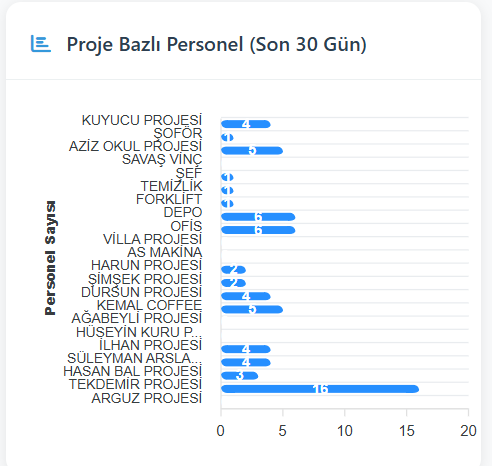 Proje Bazlı Personel (Son 30 Gün)
Personel Sayısı
KUYUCU PROJESİ 4
ŞOFÖR 1
AZİZ OKUL PROJESİ 5
SAVAŞ VİNÇ
ŞEF 1
TEMİZLİK 1
FORKLİFT 1
DEPO 6
OFİS 6
VİLLA PROJESİ
AS MAKİNA
HARUN PROJESİ 2
ŞİMŞEK PROJESİ 2
DURSUN PROJESİ 4
KEMAL COFFEE 5
AĞABEYLİ PROJESİ
HÜSEYİN KURU P...
İLHAN PROJESİ 4
SÜLEYMAN ARSLA... 4
HASAN BAL PROJESİ 3
TEKDEMİR PROJESİ 16
ARGUZ PROJESİ
0 5 10 15 20